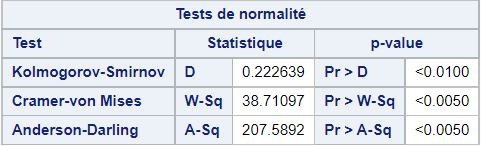 Tests de normalité
Test Statistique p-value
Kolmogorov-Smirnov D 0.222639 Pr > D <0.0100
Cramer-von Mises W-Sq 38.71097 Pr > W-Sq <0.0050
Anderson-Darling A-Sq 207.5892 Pr > A-Sq <0.0050